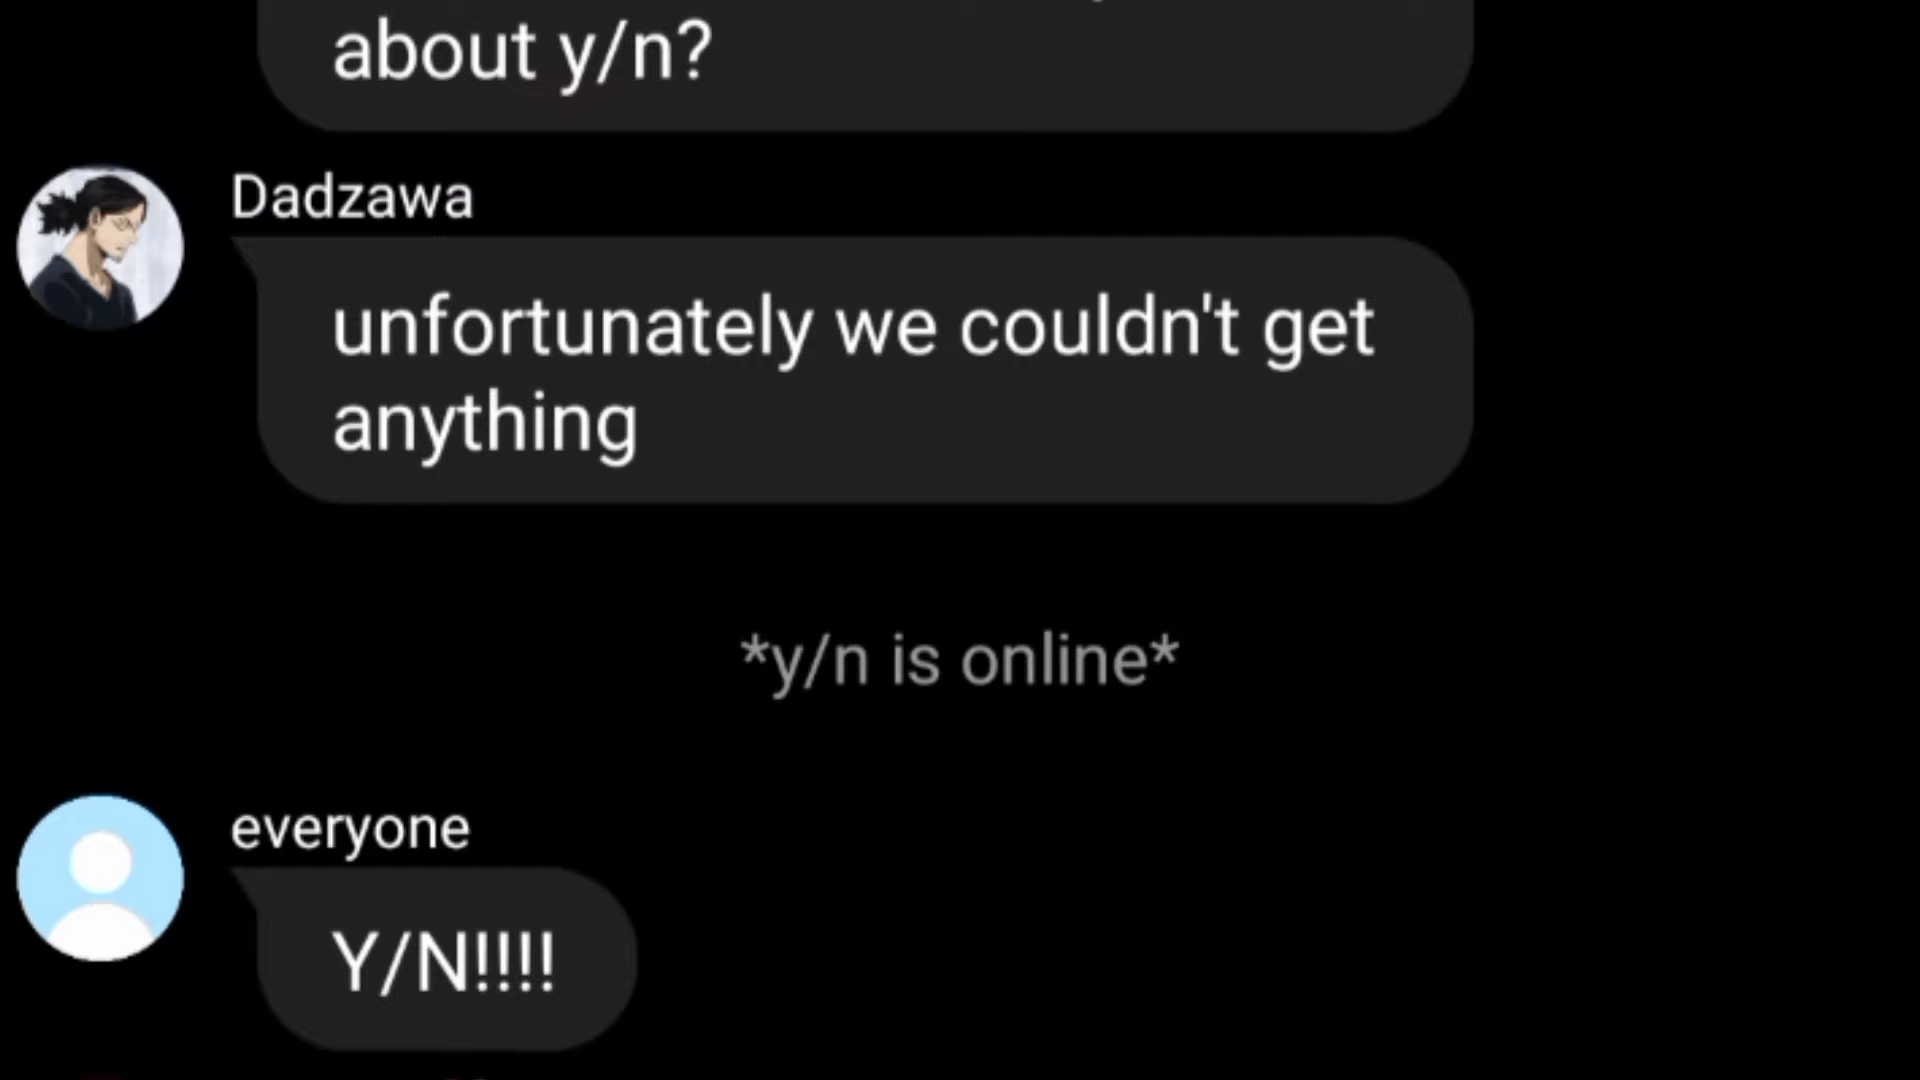 about y/n?
Dadzawa
unfortunately we couldn't get
anything
*y/n is online*
everyone
Y/N!!!!